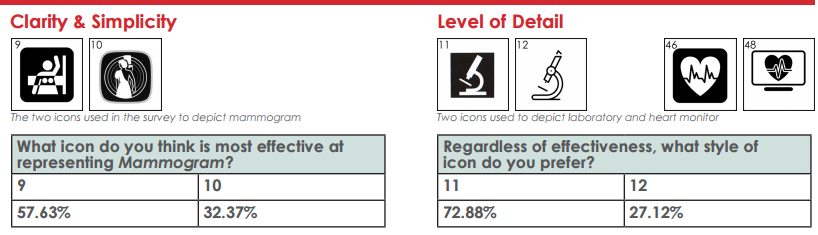 Clarity & Simplicity
9
10
The two icons used in the survey to depict mammogram
What icon do you think is most effective at
representing Mammogram?
9
10
57.63%
32.37%
Level of Detail
11
12
46
48
Two icons used to depict laboratory and heart monitor
Regardless of effectiveness, what style of
icon do you prefer?
11
12
72.88%
27.12%